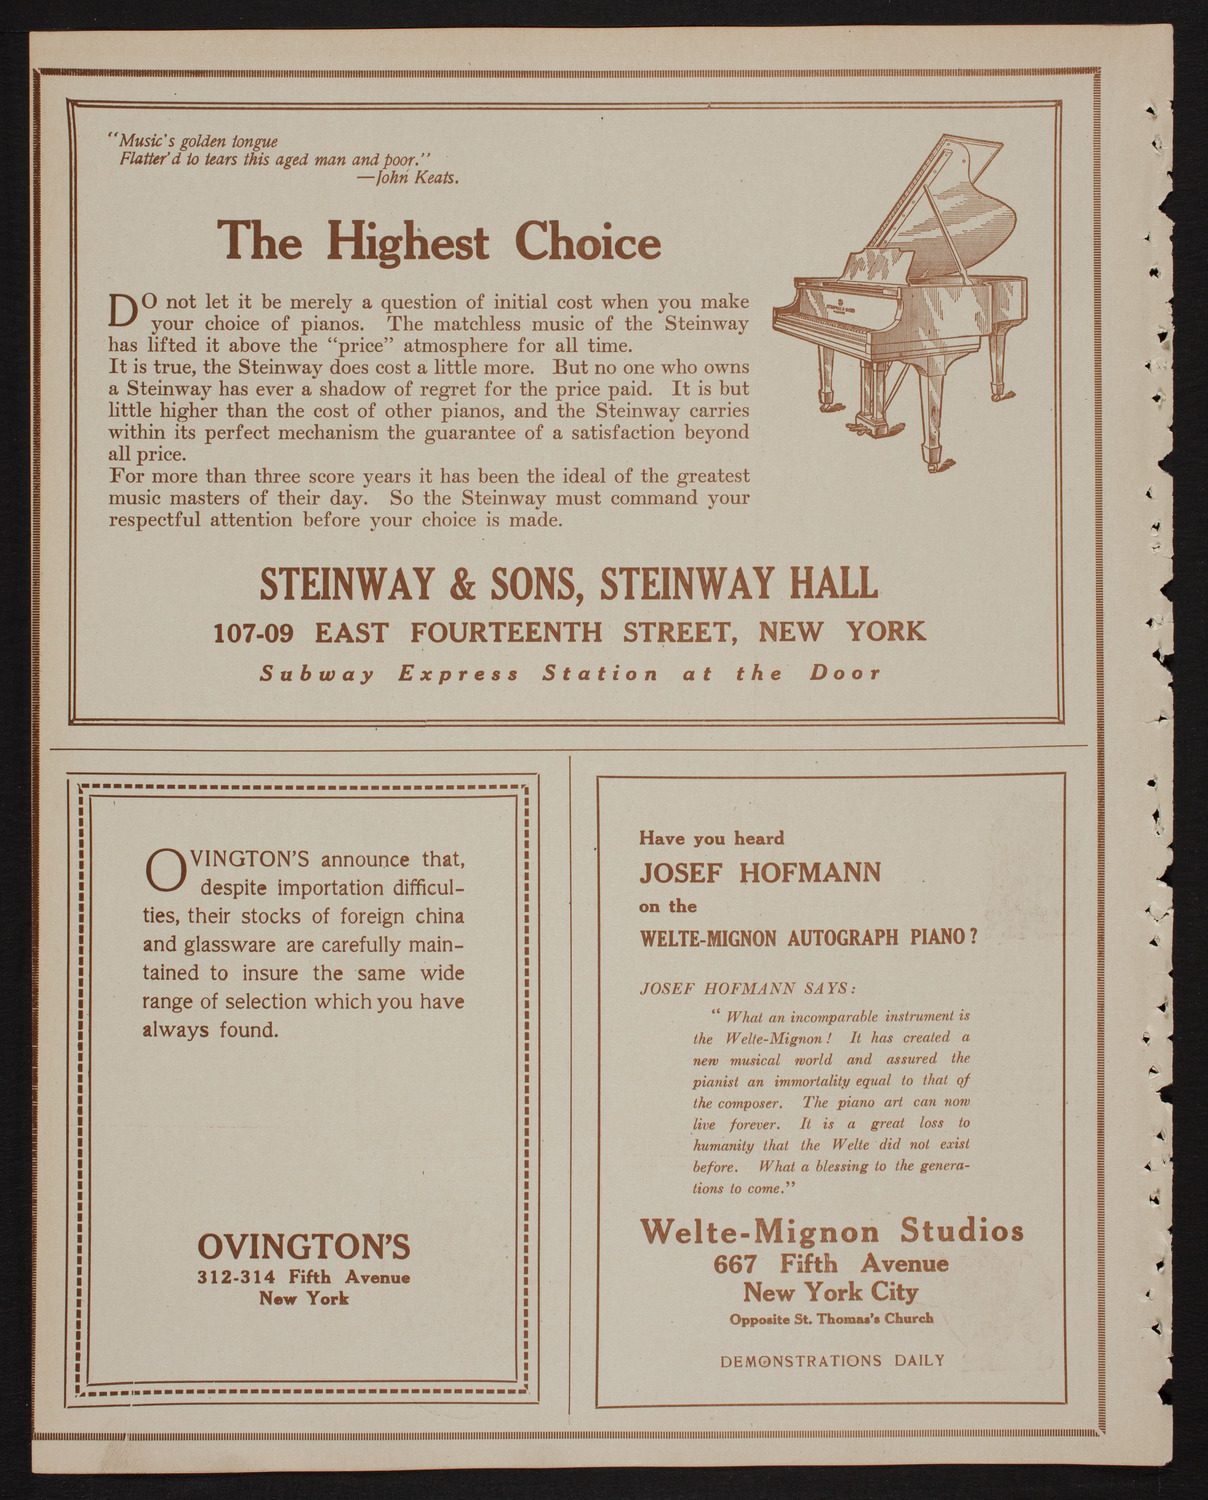 “Music's golden tongue
Flatter'd to tears this aged man and poor.”
—John Keats.
The Highest Choice
DO not let it be merely a question of initial cost when you make
your choice of pianos. The matchless music of the Steinway
has lifted it above the “price” atmosphere for all time.
It is true, the Steinway does cost a little more. But no one who owns
a Steinway has ever a shadow of regret for the price paid. It is but
little higher than the cost of other pianos, and the Steinway carries
within its perfect mechanism the guarantee of a satisfaction beyond
all price.
For more than three score years it has been the ideal of the greatest
music masters of their day. So the Steinway must command your
respectful attention before your choice is made.
STEINWAY & SONS, STEINWAY HALL
107-09 EAST FOURTEENTH STREET, NEW YORK
Subway Express Station at the Door
OVINGTON'S announce that,
despite importation difficul-
ties, their stocks of foreign china
and glassware are carefully main-
tained to insure the same wide
range of selection which you have
always found.
OVINGTON'S
312-314 Fifth Avenue
New York
Have you heard
JOSEF HOFMANN
on the
WELTE-MIGNON AUTOGRAPH PIANO?
JOSEF HOFMANN SAYS:
“What an incomparable instrument is
the Welte-Mignon! It has created a
new musical world and assured the
pianist an immortality equal to that of
the composer. The piano art can now
live forever. It is a great loss to
humanity that the Welte did not exist
before. What a blessing to the genera-
tions to come.”
Welte-Mignon Studios
667 Fifth Avenue
New York City
Opposite St. Thomas's Church
DEMONSTRATIONS DAILY